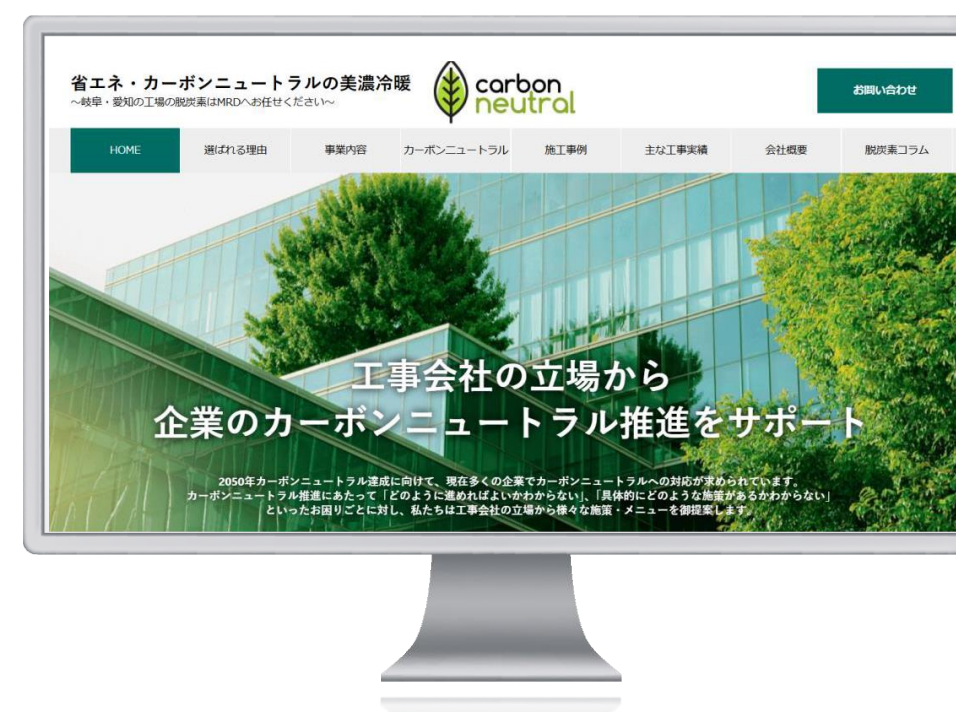 省エネ・カーボンニュートラルの美濃冷暖
～岐阜・愛知の工場の脱炭素はMRDへお任せください～
carbon
neutral
お問い合わせ
HOME 選ばれる理由 事業内容 カーボンニュートラル 施工事例 主な工事実績 会社概要 脱炭素コラム
工事会社の立場から
企業のカーボンニュートラル推進をサポート
2050年カーボンニュートラル達成に向けて、現在多くの企業でカーボンニュートラルへの対応が求められています。
カーボンニュートラル推進にあたって「どのように進めればよいかわからない」、「具体的にどのような施策があるかわからない」
といったお困りごとに対し、私たちは工事会社の立場から様々な施策・メニューを御提案します。